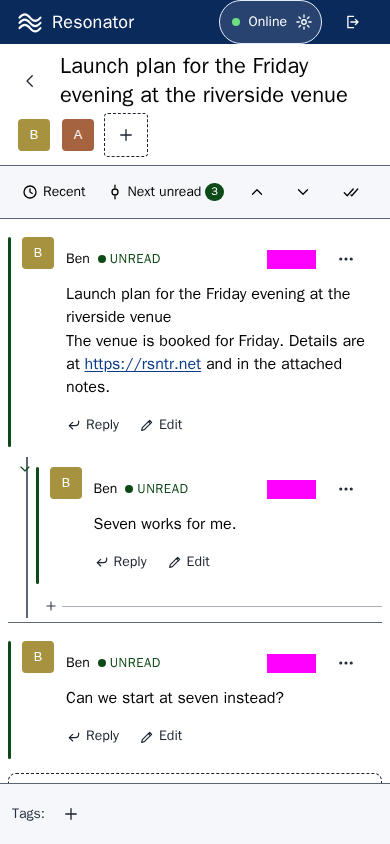 Resonator
Online
Launch plan for the Friday
evening at the riverside venue
B
A
Recent
Next unread 3
B
Ben
UNREAD
Launch plan for the Friday evening at the
riverside venue
The venue is booked for Friday. Details are
at https://rsntr.net and in the attached
notes.
Reply
Edit
B
Ben
UNREAD
Seven works for me.
Reply
Edit
B
Ben
UNREAD
Can we start at seven instead?
Reply
Edit
Tags: